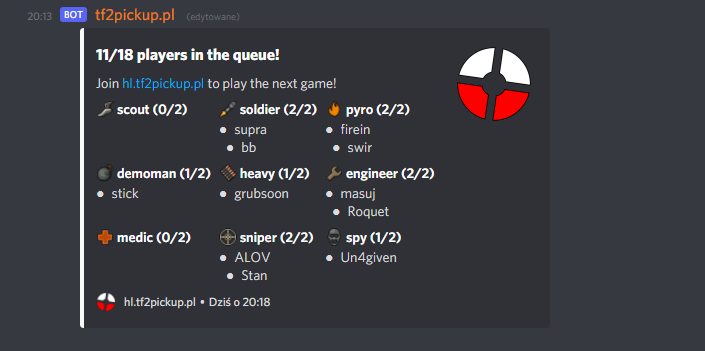 20:13 BOT tf2pickup.pl (edytowane)
11/18 players in the queue!
Join hl.tf2pickup.pl to play the next game!
scout (0/2) soldier (2/2) pyro (2/2)
• supra • firein
• bb • swir
demoman (1/2) heavy (1/2) engineer (2/2)
• stick • grubsoon • masuj
• Roquet
medic (0/2) sniper (2/2) spy (1/2)
• ALOV • Un4given
• Stan
hl.tf2pickup.pl • Dziś o 20:18